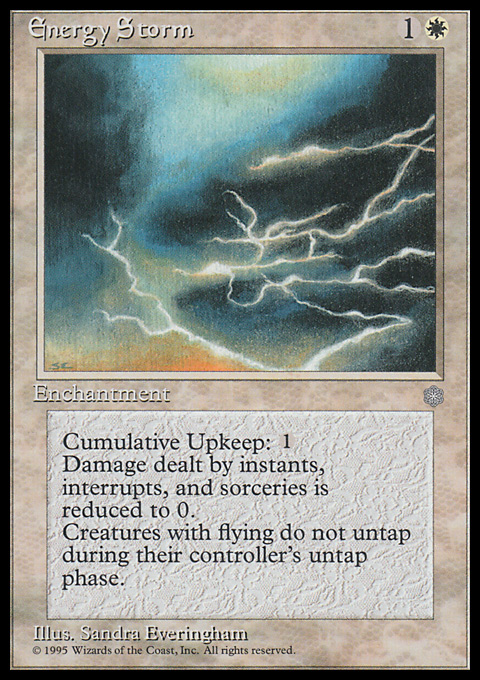 Energy Storm 1
SE
Enchantment
Cumulative Upkeep: 1
Damage dealt by instants,
interrupts, and sorceries is
reduced to 0.
Creatures with flying do not untap
during their controller's untap
phase.
Illus. Sandra Everingham
© 1995 Wizards of the Coast, Inc. All rights reserved.